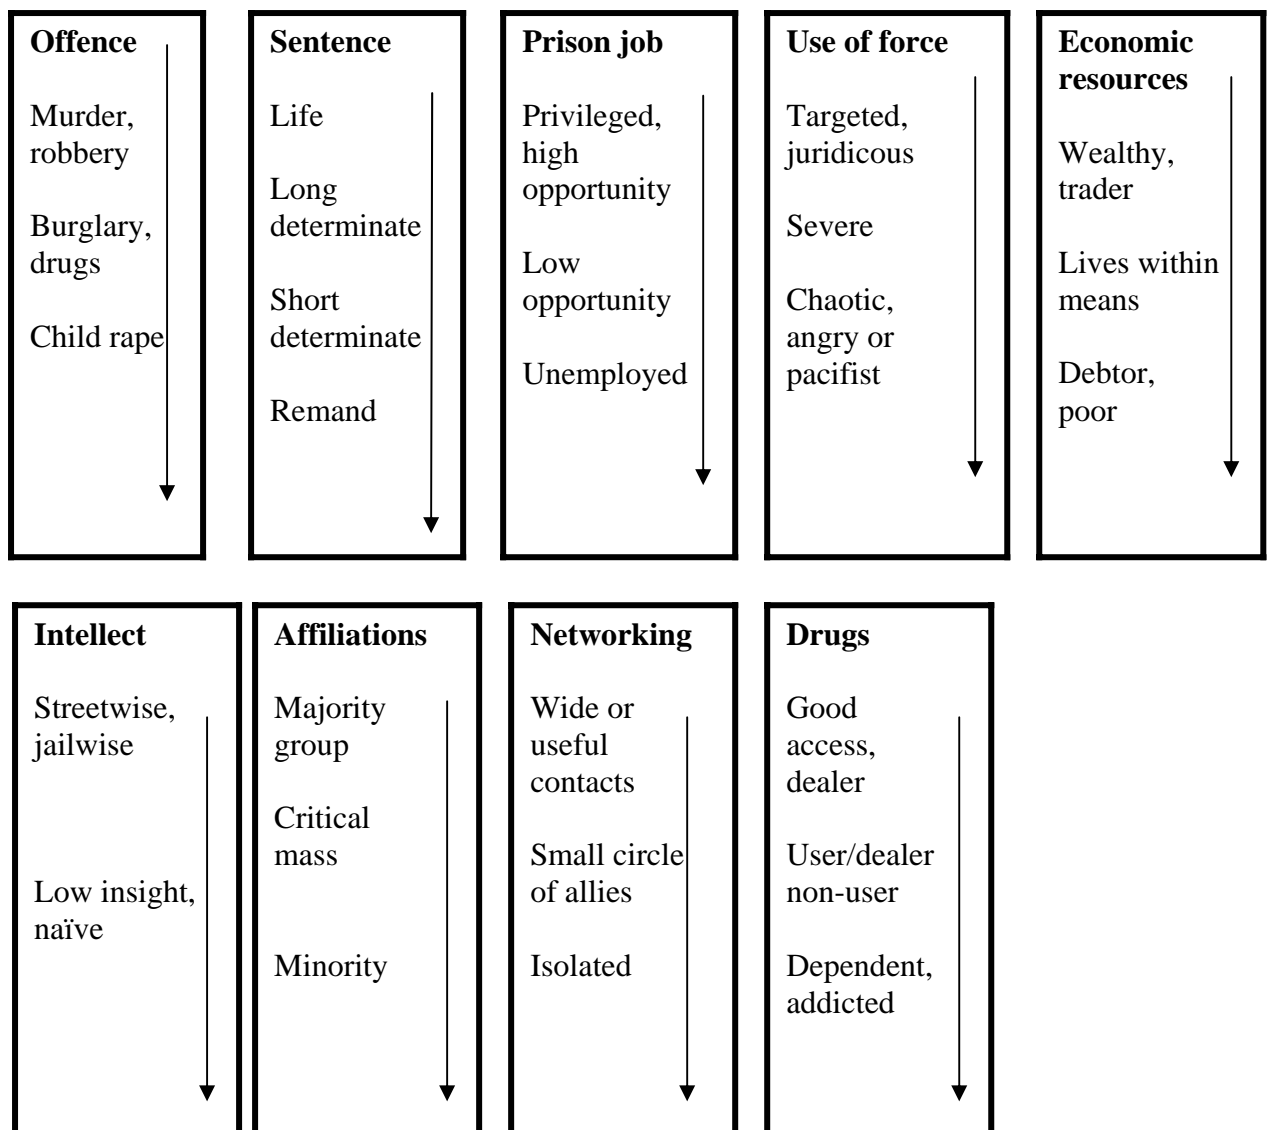 Offence
Murder,
robbery
Burglary,
drugs
Child rape
Sentence
Life
Long
determinate
Short
determinate
Remand
Prison job
Privileged,
high
opportunity
Low
opportunity
Unemployed
Use of force
Targeted,
juridicous
Severe
Chaotic,
angry or
pacifist
Economic
resources
Wealthy,
trader
Lives within
means
Debtor,
poor
Intellect
Streetwise,
jailwise
Low insight,
naïve
Affiliations
Majority
group
Critical
mass
Minority
Networking
Wide or
useful
contacts
Small circle
of allies
Isolated
Drugs
Good
access,
dealer
User/dealer
non-user
Dependent,
addicted